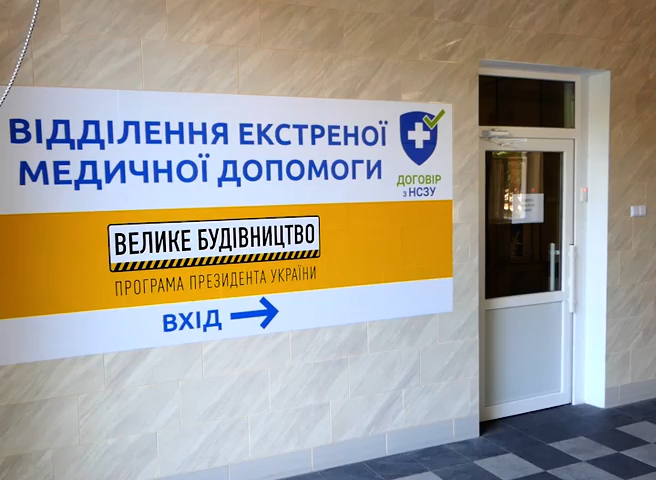 ВІДДІЛЕННЯ ЕКСТРЕНОЇ
МЕДИЧНОЇ ДОПОМОГИ
ДОГОВІР
з НСЗУ
ВЕЛИКЕ БУДІВНИЦТВО
ПРОГРАМА ПРЕЗИДЕНТА УКРАЇНИ
ВХІД